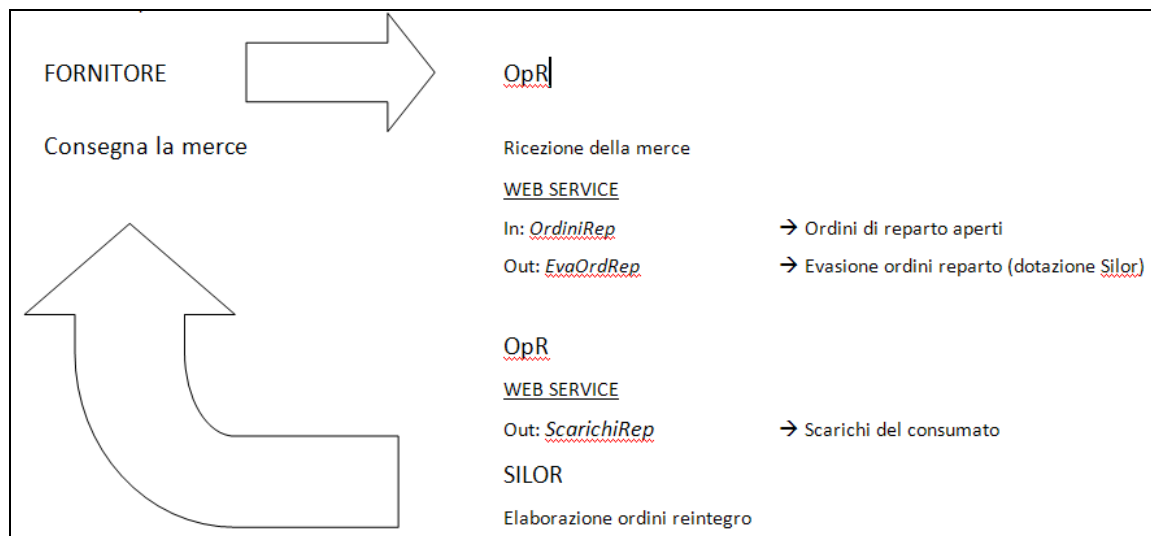 FORNITORE OpR
Consegna la merce Ricezione della merce
WEB SERVICE
In: OrdiniRep → Ordini di reparto aperti
Out: EvaOrdRep → Evasione ordini reparto (dotazione Silor)
OpR
WEB SERVICE
Out: ScarichiRep → Scarichi del consumato
SILOR
Elaborazione ordini reintegro